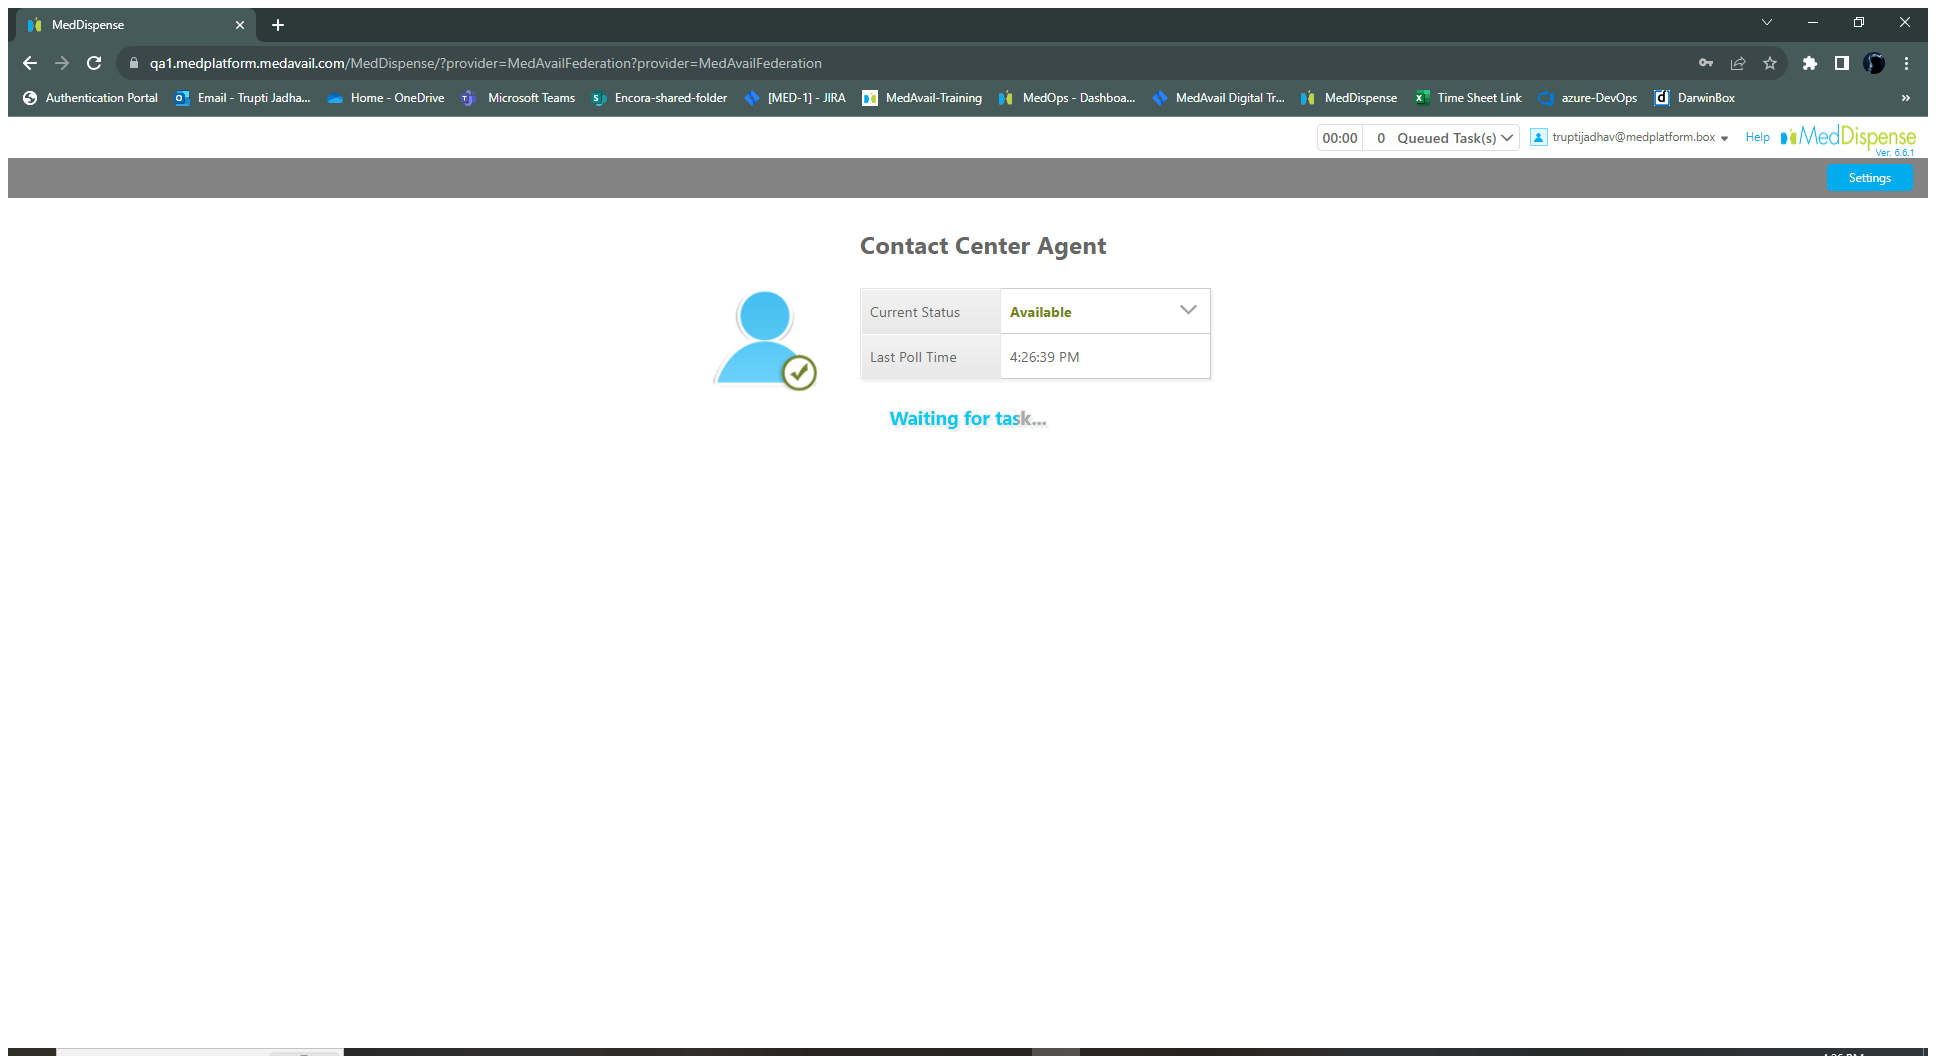 MedDispense
qa1.medplatform.medavail.com/MedDispense/?provider=MedAvailFederation?provider=MedAvailFederation
Authentication Portal Email - Trupti Jadha... Home - OneDrive Microsoft Teams Encora-shared-folder [MED-1] - JIRA MedAvail-Training MedOps - Dashboa... MedAvail Digital Tr... MedDispense Time Sheet Link azure-DevOps DarwinBox »
00:00 0 Queued Task(s) truptijadhav@medplatform.box Help MedDispense
Ver. 6.6.1
Settings
Contact Center Agent
Current Status Available
Last Poll Time 4:26:39 PM
Waiting for task...